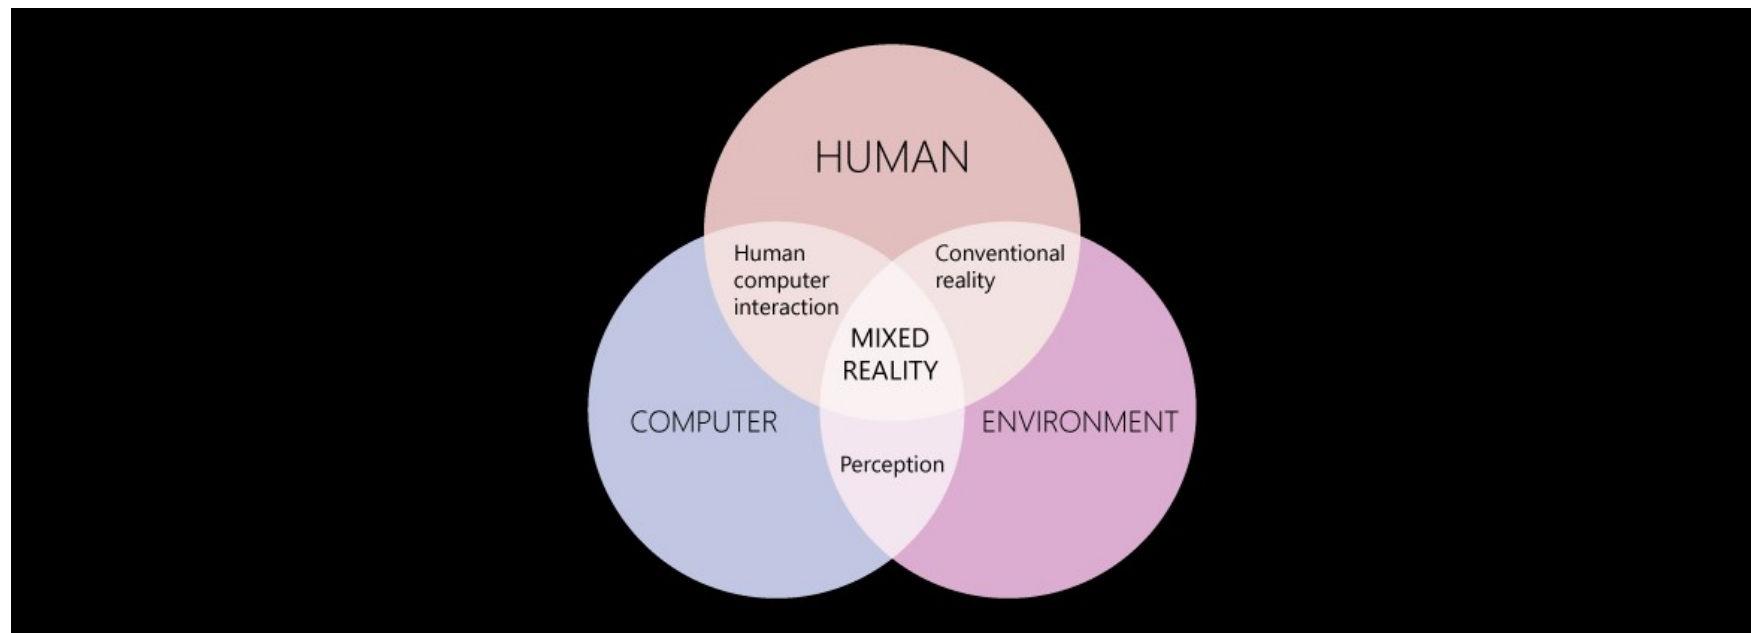 HUMAN
Human
computer
interaction
Conventional
reality
MIXED
REALITY
COMPUTER
ENVIRONMENT
Perception